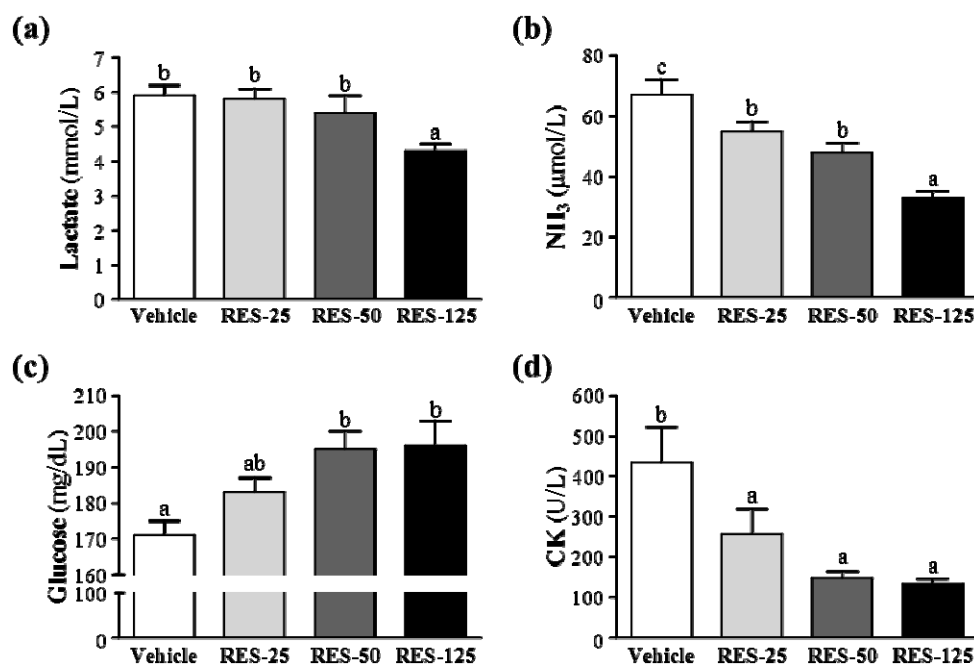 (a)
Lactate (mmol/L)
7
6
5
4
3
2
1
0
b
b
b
a
Vehicle RES-25 RES-50 RES-125
(b)
NH₃ (μmol/L)
80
60
40
20
0
c
b
b
a
Vehicle RES-25 RES-50 RES-125
(c)
Glucose (mg/dL)
210
200
190
180
170
160
100
0
a
ab
b
b
Vehicle RES-25 RES-50 RES-125
(d)
CK (U/L)
600
500
400
300
200
100
0
b
a
a
a
Vehicle RES-25 RES-50 RES-125